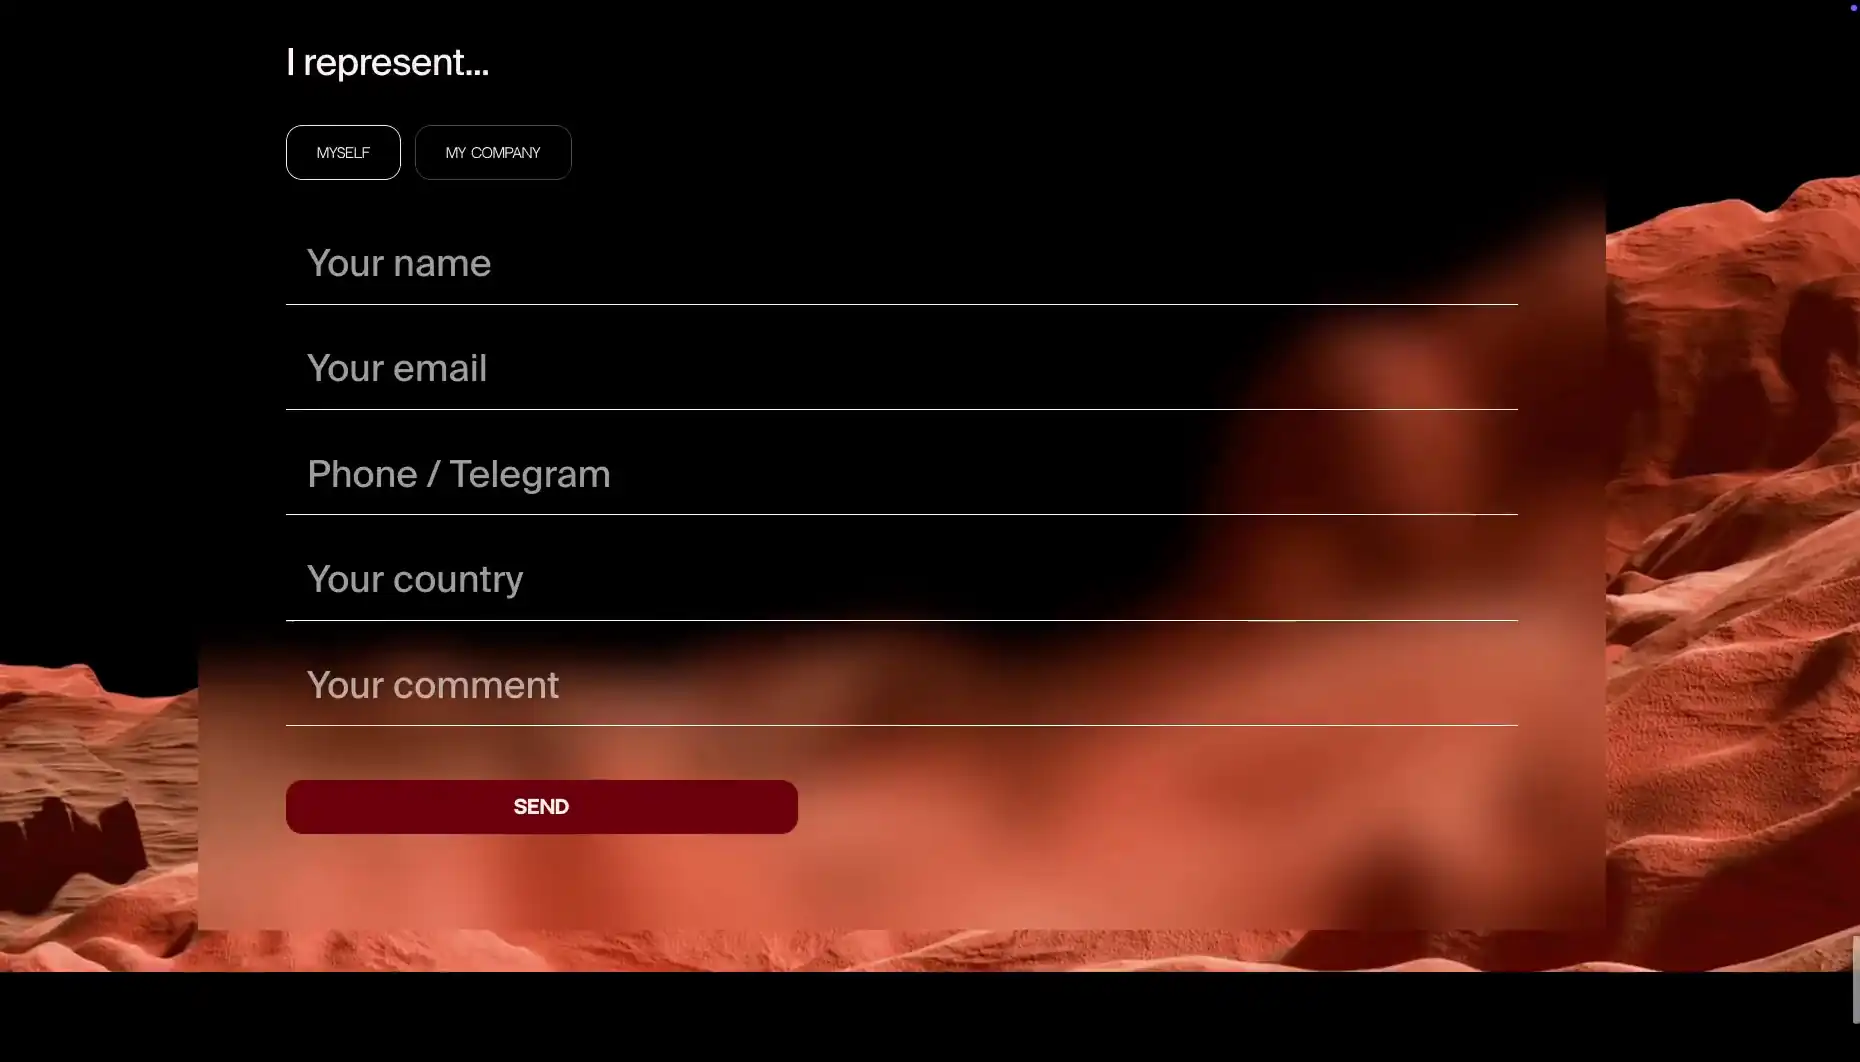 I represent...
MYSELF
MY COMPANY
Your name
Your email
Phone / Telegram
Your country
Your comment
SEND